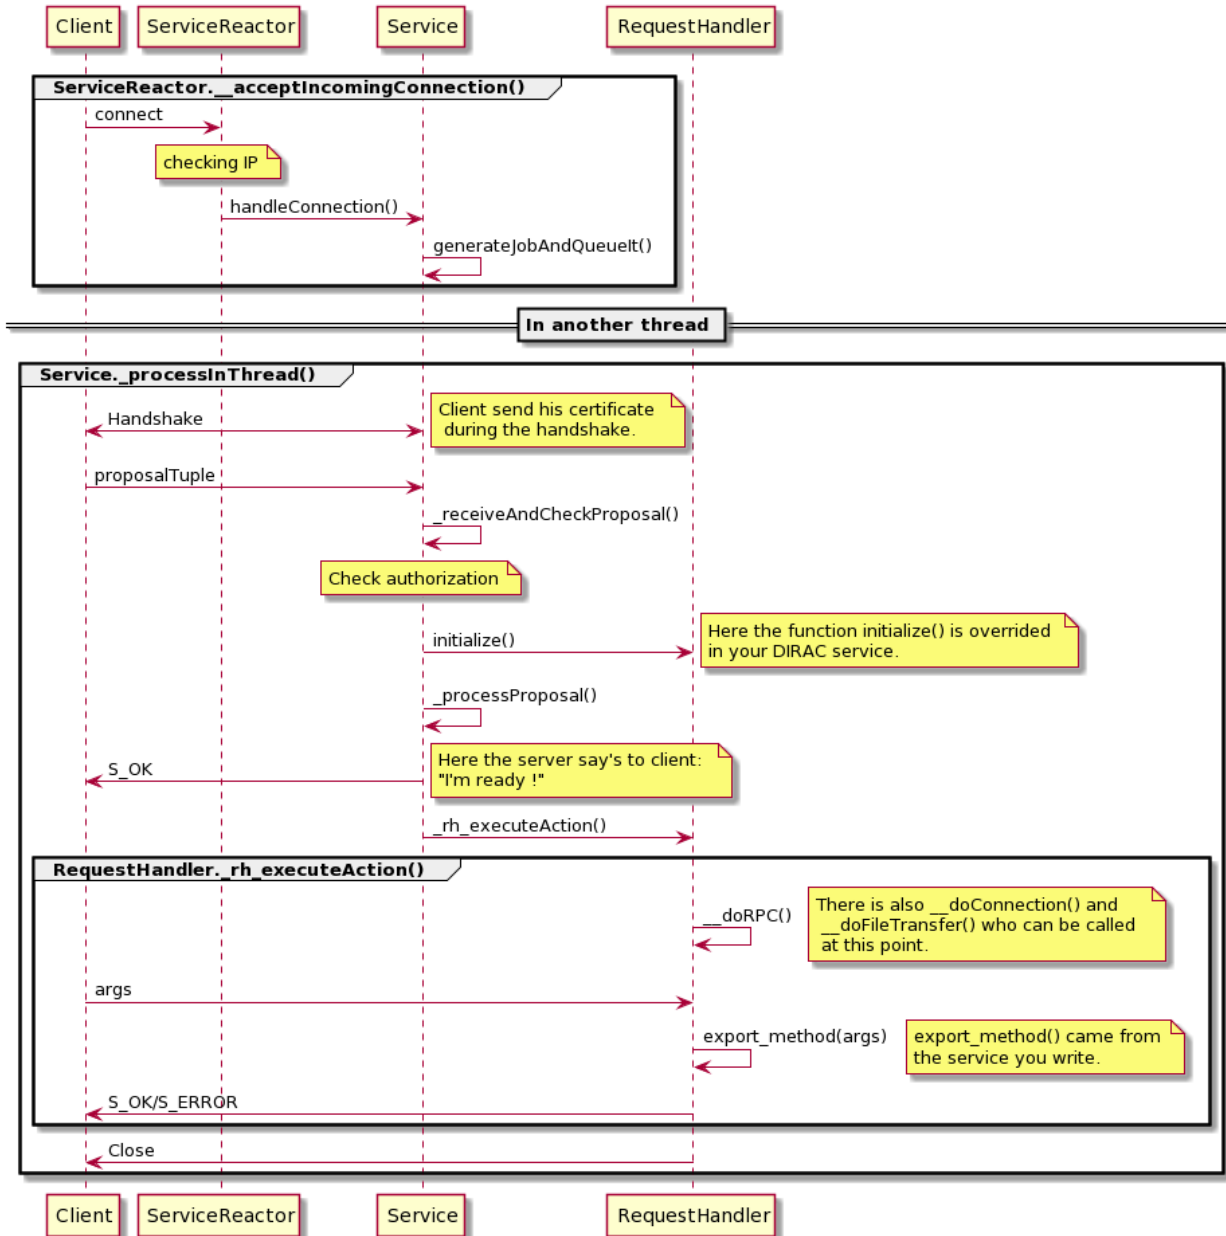 Client
ServiceReactor
Service
RequestHandler
ServiceReactor.__acceptIncomingConnection()
connect
checking IP
handleConnection()
generateJobAndQueueIt()
In another thread
Service._processInThread()
Handshake
Client send his certificate
during the handshake.
proposalTuple
_receiveAndCheckProposal()
Check authorization
initialize()
Here the function initialize() is overrided
in your DIRAC service.
_processProposal()
S_OK
Here the server say's to client:
"I'm ready !"
_rh_executeAction()
RequestHandler._rh_executeAction()
__doRPC()
There is also __doConnection() and
__doFileTransfer() who can be called
at this point.
args
export_method(args)
export_method() came from
the service you write.
S_OK/S_ERROR
Close
Client
ServiceReactor
Service
RequestHandler